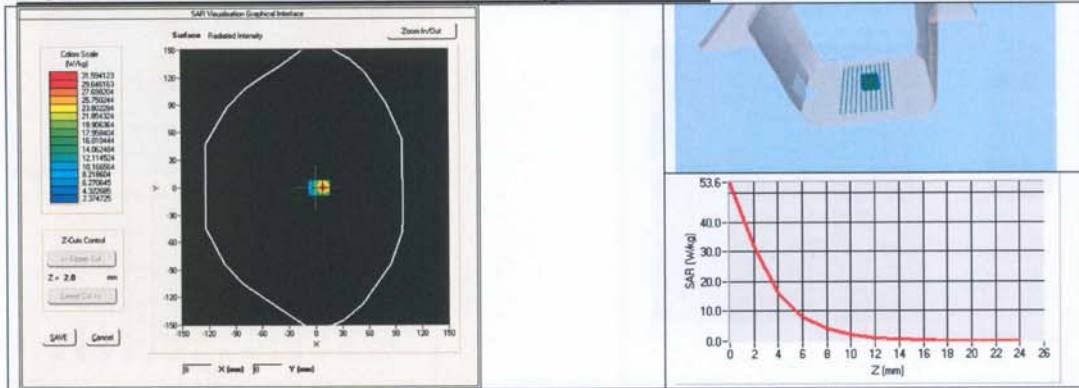 SAR Visualisation Graphical Interface
Surface Radiated Intensity
Zoom In/Out
Colors Scale
(W/kg)
31.594123
29.646163
27.698204
25.750244
23.802284
21.854324
19.906364
17.958404
16.010444
14.062484
12.114524
10.166564
8.218604
6.270645
4.322685
2.374725
150
120
90
60
30
0
-30
-60
-90
-120
-150
Y
-150 -120 -90 -60 -30 0 30 60 90 120 150
X
Z-Cuts Control
Z = 2.0 mm
SAVE Cancel
X (mm) Y (mm)
53.6
40.0
30.0
20.0
10.0
0.0
SAR (W/kg)
0 2 4 6 8 10 12 14 16 18 20 22 24 26
Z (mm)